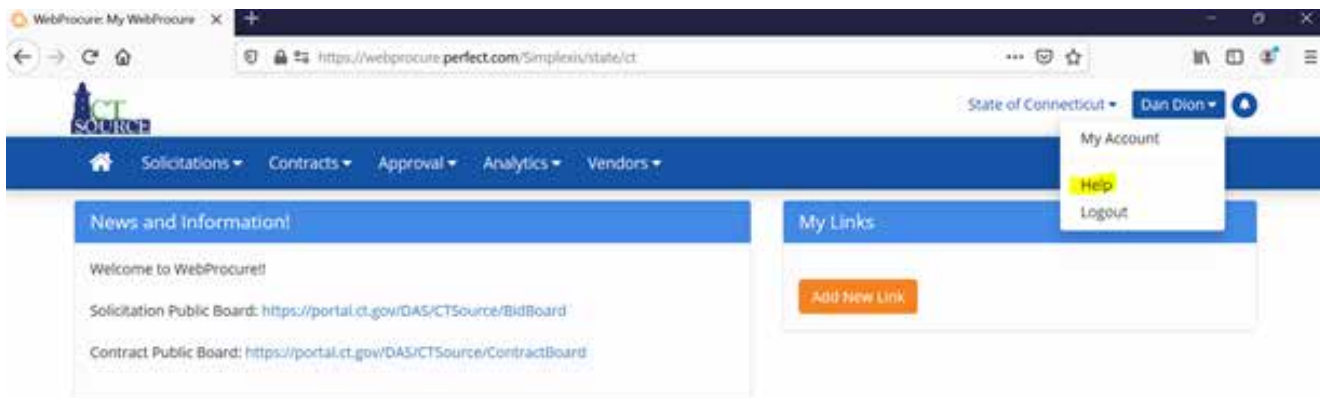 WebProcure: My WebProcure
https://webprocure.perfect.com/Simplexis/state/ct
CT
SOURCE
State of Connecticut
Dan Dion
My Account
Help
Logout
Solicitations
Contracts
Approval
Analytics
Vendors
News and Information!
Welcome to WebProcure!!
Solicitation Public Board: https://portal.ct.gov/DAS/CTSource/BidBoard
Contract Public Board: https://portal.ct.gov/DAS/CTSource/ContractBoard
My Links
Add New Link